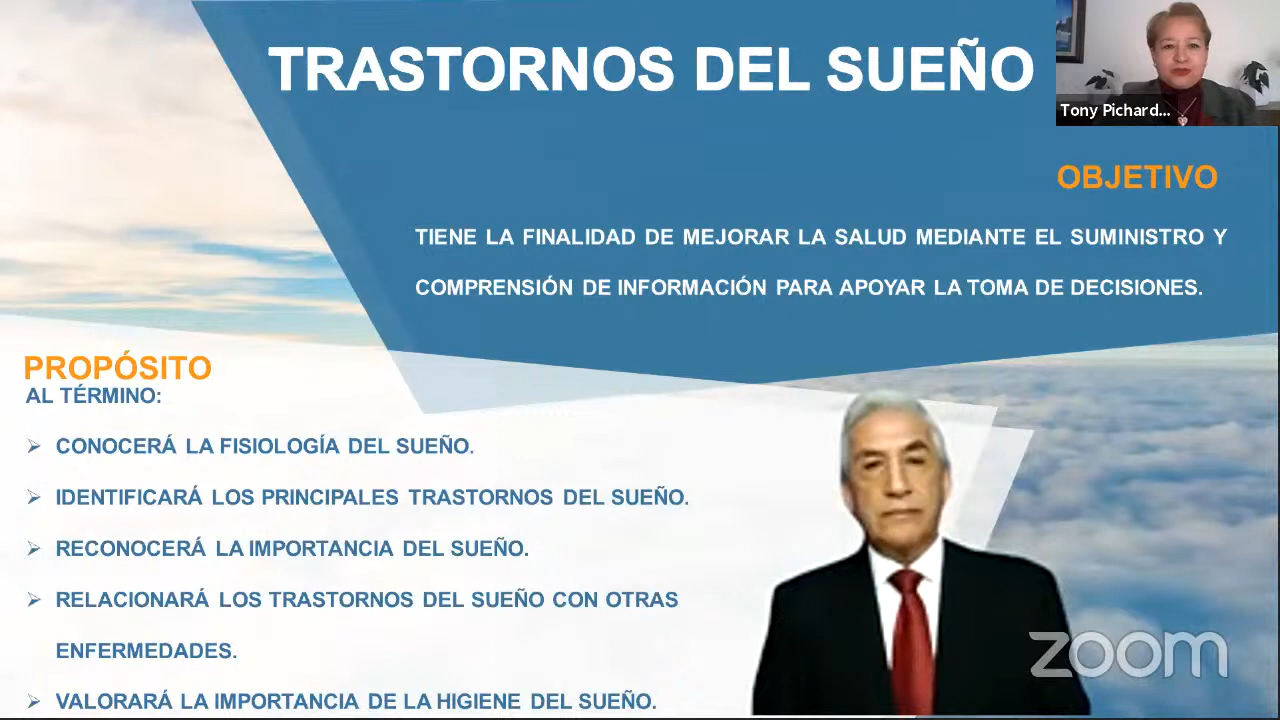 TRASTORNOS DEL SUEÑO
Tony Pichard...
OBJETIVO
TIENE LA FINALIDAD DE MEJORAR LA SALUD MEDIANTE EL SUMINISTRO Y
COMPRENSIÓN DE INFORMACIÓN PARA APOYAR LA TOMA DE DECISIONES.
PROPÓSITO
AL TÉRMINO:
CONOCERÁ LA FISIOLOGÍA DEL SUEÑO.
IDENTIFICARÁ LOS PRINCIPALES TRASTORNOS DEL SUEÑO.
RECONOCERÁ LA IMPORTANCIA DEL SUEÑO.
RELACIONARÁ LOS TRASTORNOS DEL SUEÑO CON OTRAS
ENFERMEDADES.
VALORARÁ LA IMPORTANCIA DE LA HIGIENE DEL SUEÑO.
zoom